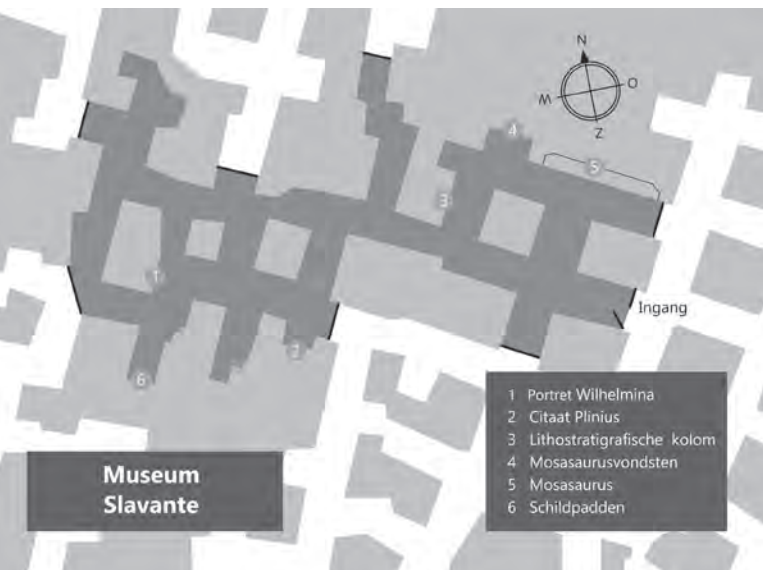 N
O
W
Z
4
5
3
1
Ingang
2
6
1 Portret Wilhelmina
2 Citaat Plinius
3 Lithostratigrafische kolom
4 Mosasaurusvondsten
5 Mosasaurus
6 Schildpadden
Museum
Slavante